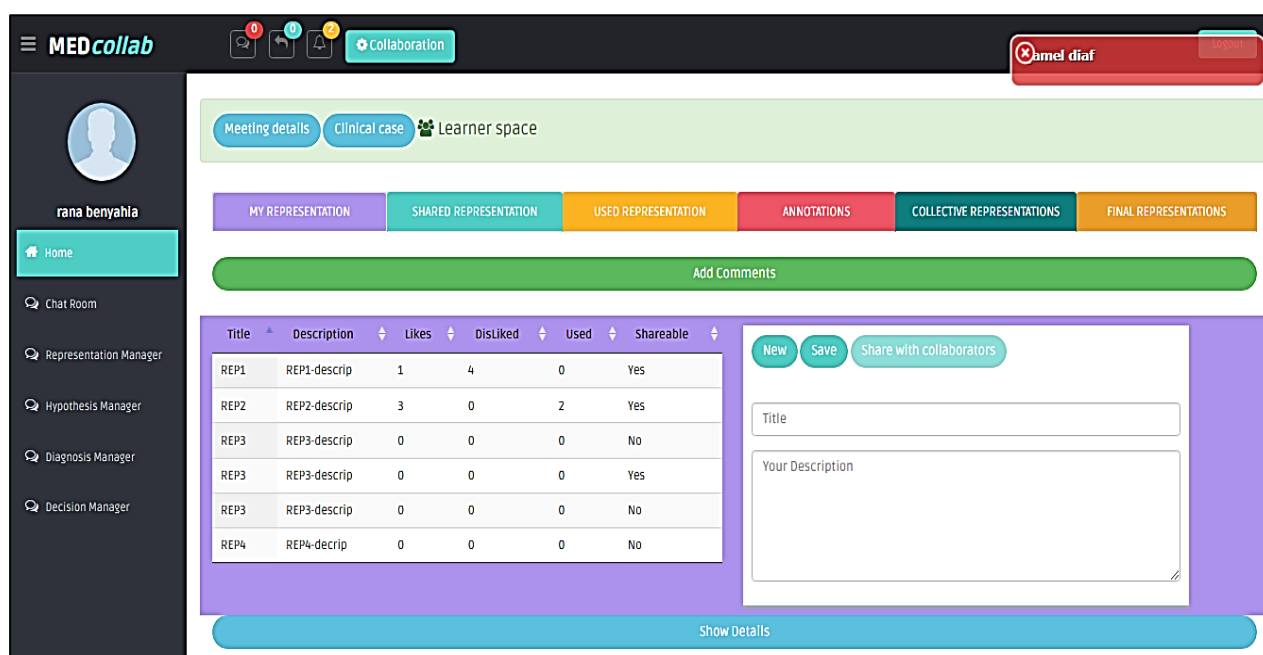 MEDcollab
0
0
2
Collaboration
amel diaf
Logout
Meeting details
Clinical case
Learner space
rana benyahia
Home
Chat Room
Representation Manager
Hypothesis Manager
Diagnosis Manager
Decision Manager
MY REPRESENTATION
SHARED REPRESENTATION
USED REPRESENTATION
ANNOTATIONS
COLLECTIVE REPRESENTATIONS
FINAL REPRESENTATIONS
Add Comments
Title Description Likes DisLiked Used Shareable
REP1 REP1-descrip 1 4 0 Yes
REP2 REP2-descrip 3 0 2 Yes
REP3 REP3-descrip 0 0 0 No
REP3 REP3-descrip 0 0 0 Yes
REP3 REP3-descrip 0 0 0 No
REP4 REP4-decrip 0 0 0 No
New
Save
Share with collaborators
Title
Your Description
Show Details